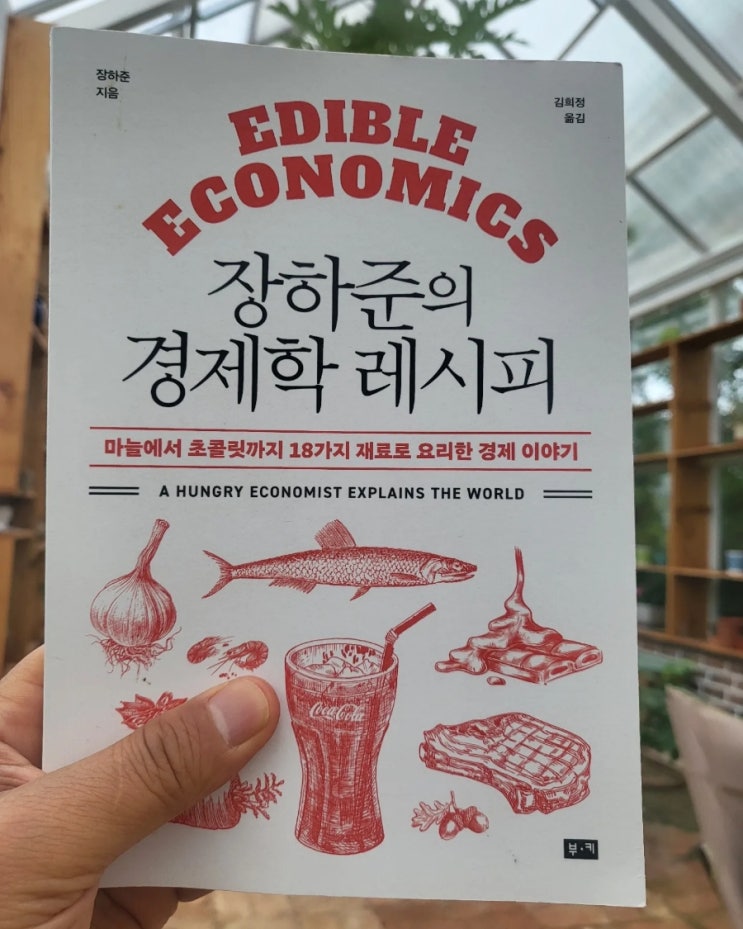 장하준
지음
김희정
옮김
EDIBLE
ECONOMICS
장하준의
경제학 레시피
마늘에서 초콜릿까지 18가지 재료로 요리한 경제 이야기
A HUNGRY ECONOMIST EXPLAINS THE WORLD
Coca-Cola
부·키